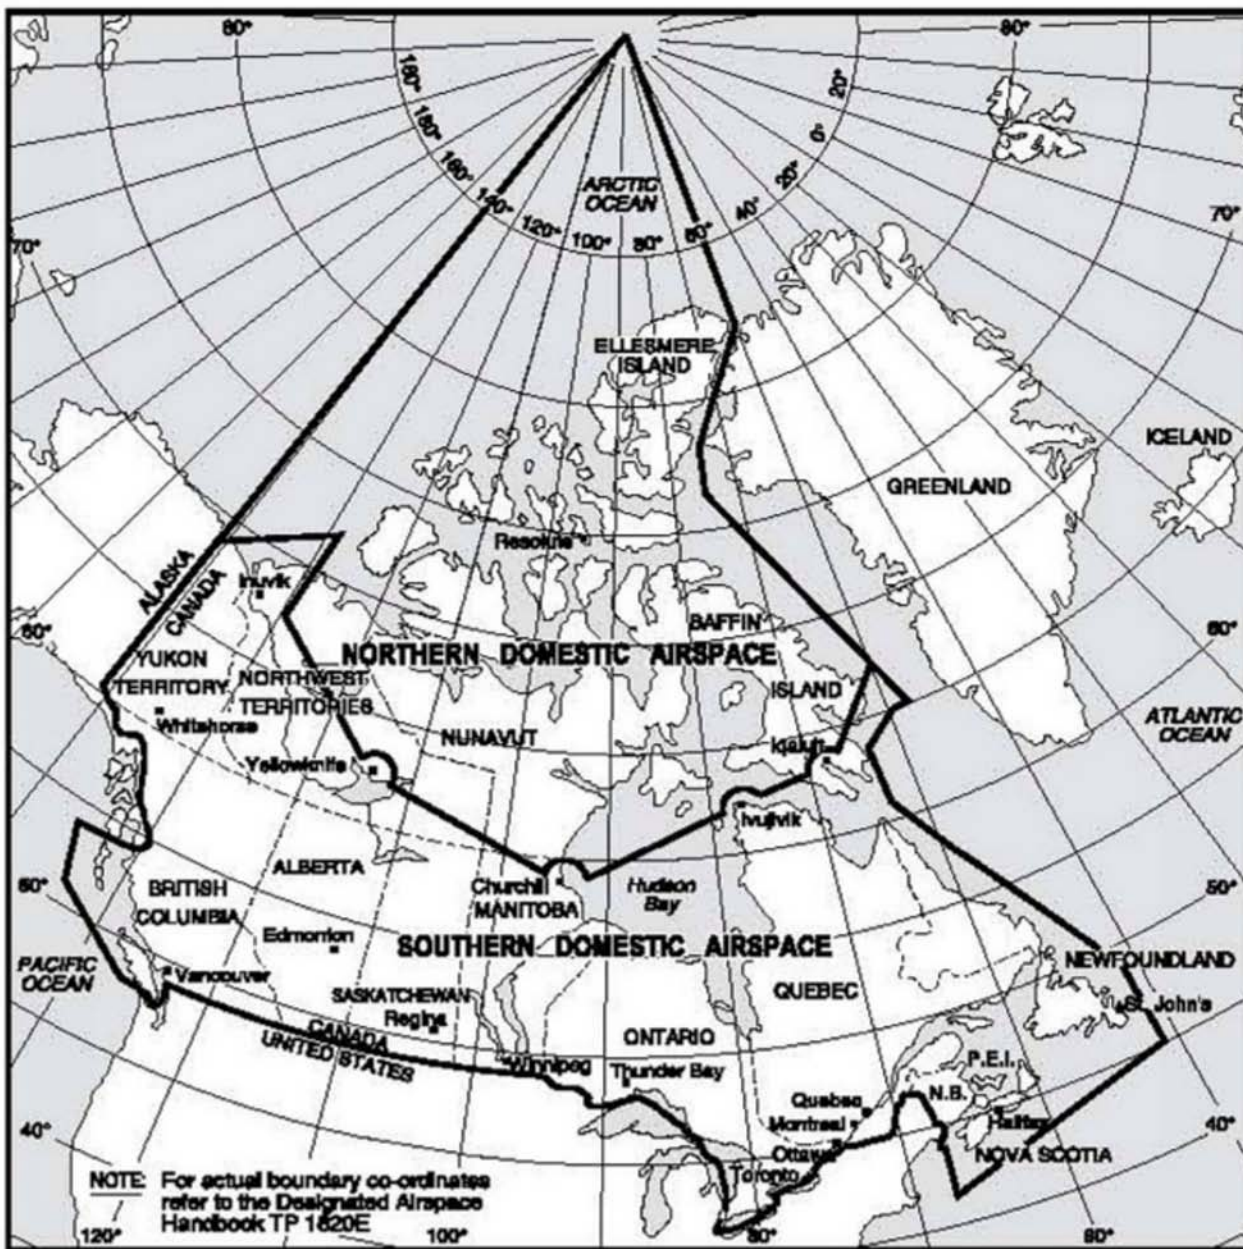 80°
80°
180°
180°
160°
140°
120°
100°
80°
60°
40°
20°
0°
20°
ARCTIC
OCEAN
70°
70°
ELLESMERE
ISLAND
ICELAND
GREENLAND
Resolute
ALASKA
CANADA
Inuvik
BAFFIN
60°
60°
NORTHERN DOMESTIC AIRSPACE
YUKON
TERRITORY
NORTHWEST
TERRITORIES
ISLAND
Whitehorse
NUNAVUT
Iqaluit
ATLANTIC
OCEAN
Yellowknife
Ivujivik
ALBERTA
50°
BRITISH
COLUMBIA
Churchill
MANITOBA
Hudson
Bay
50°
Edmonton
SOUTHERN DOMESTIC AIRSPACE
NEWFOUNDLAND
PACIFIC
OCEAN
Vancouver
SASKATCHEWAN
QUEBEC
St. John's
Regina
CANADA
UNITED STATES
ONTARIO
Winnipeg
Thunder Bay
P.E.I.
N.B.
Quebec
Montreal
Halifax
40°
40°
Ottawa
NOVA SCOTIA
Toronto
NOTE: For actual boundary co-ordinates
refer to the Designated Airspace
Handbook TP 1820E
120°
100°
80°
60°